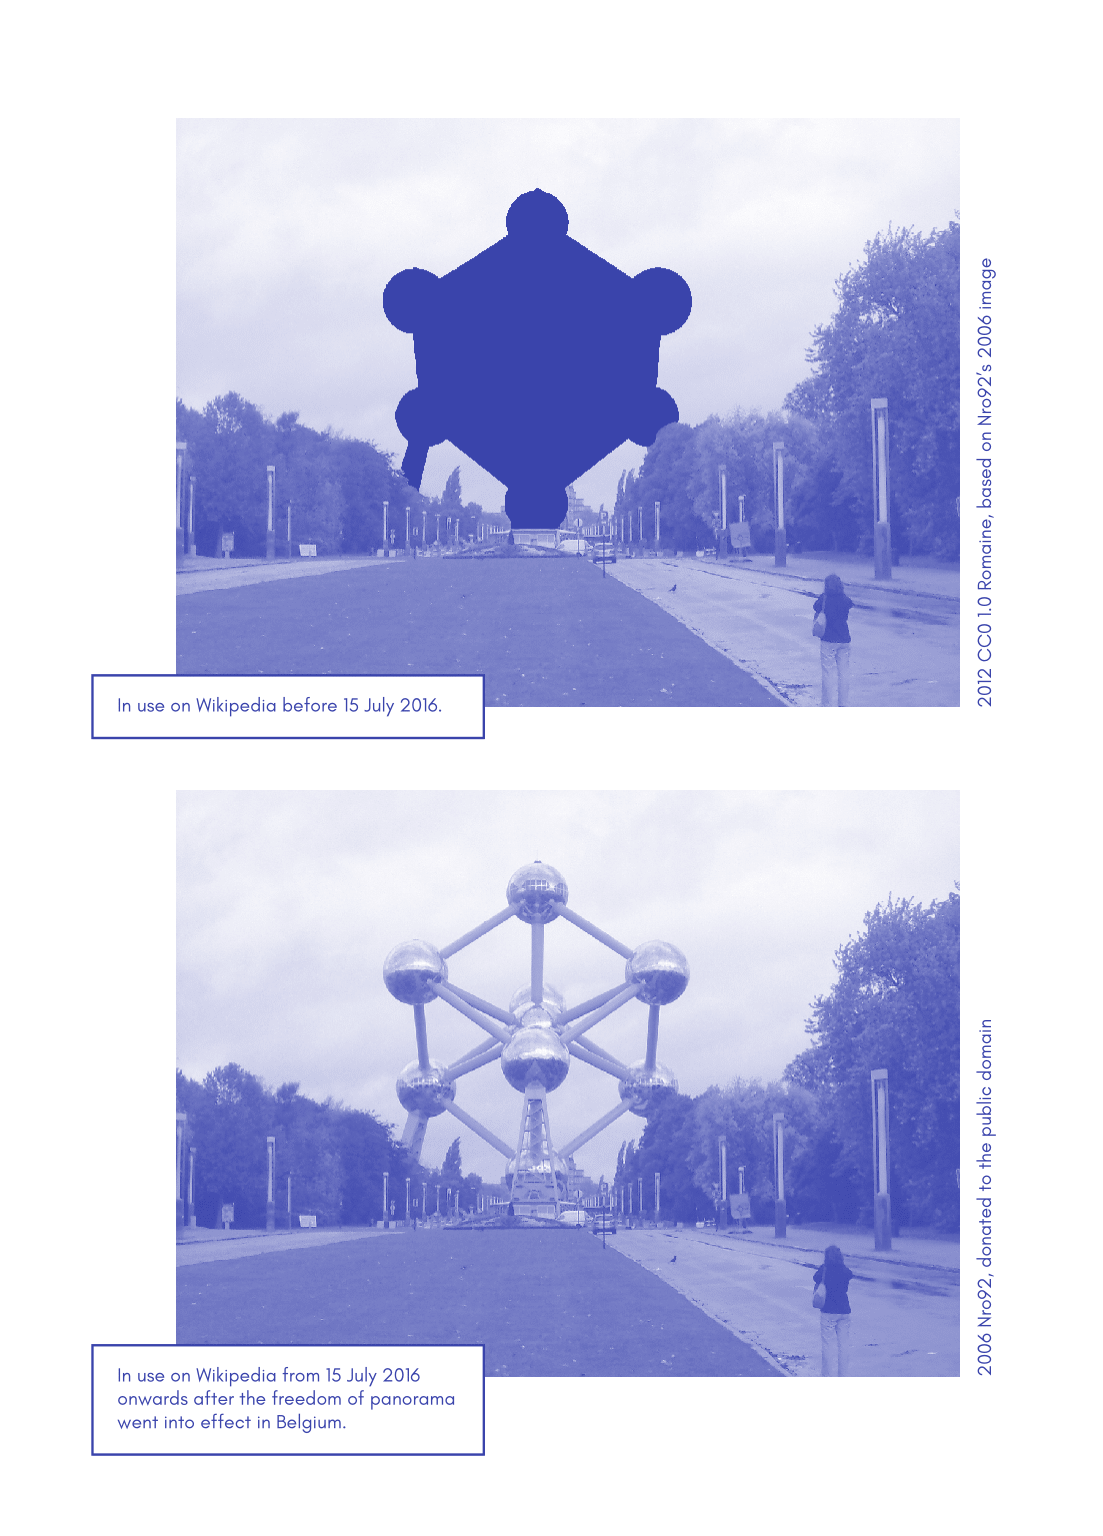 2012 CC0 1.0 Romaine, based on Nro92's 2006 image
In use on Wikipedia before 15 July 2016.
2006 Nro92, donated to the public domain
In use on Wikipedia from 15 July 2016
onwards after the freedom of panorama
went into effect in Belgium.